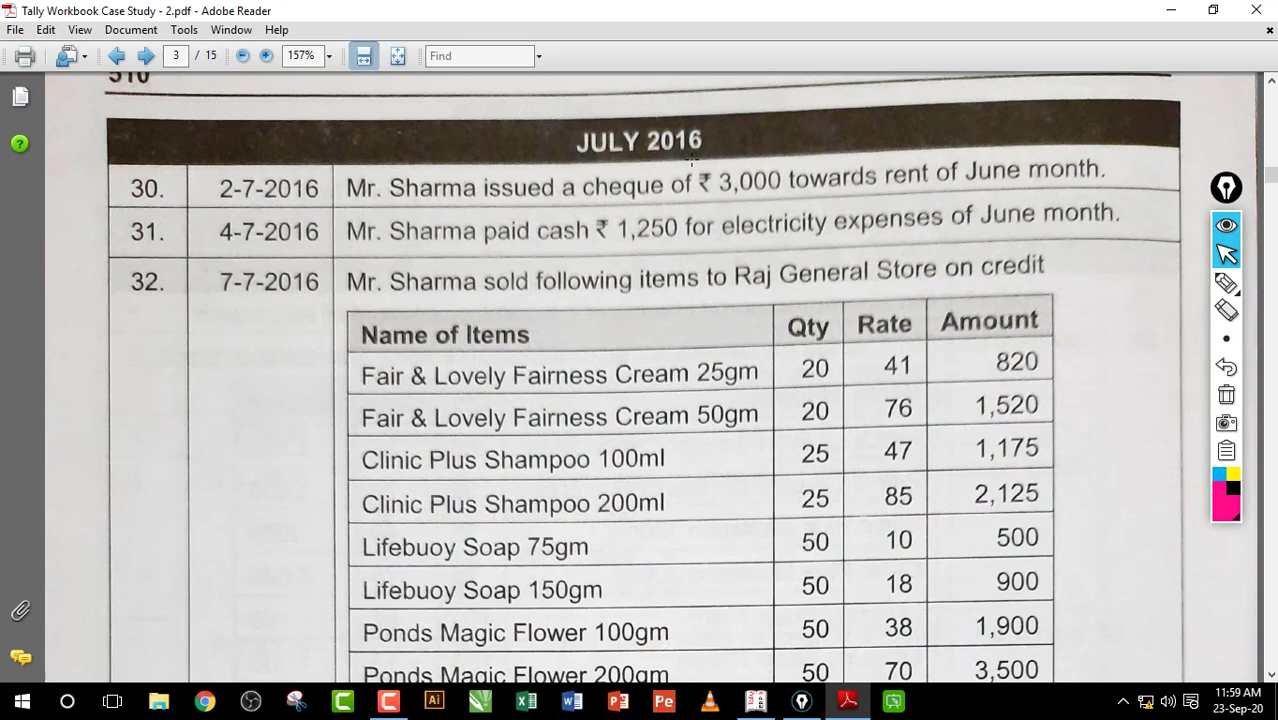 Tally Workbook Case Study - 2.pdf - Adobe Reader
File Edit View Document Tools Window Help
3 / 15 157% Find
510
JULY 2016
30. 2-7-2016 Mr. Sharma issued a cheque of ₹ 3,000 towards rent of June month.
31. 4-7-2016 Mr. Sharma paid cash ₹ 1,250 for electricity expenses of June month.
32. 7-7-2016 Mr. Sharma sold following items to Raj General Store on credit
Name of Items Qty Rate Amount
Fair & Lovely Fairness Cream 25gm 20 41 820
Fair & Lovely Fairness Cream 50gm 20 76 1,520
Clinic Plus Shampoo 100ml 25 47 1,175
Clinic Plus Shampoo 200ml 25 85 2,125
Lifebuoy Soap 75gm 50 10 500
Lifebuoy Soap 150gm 50 18 900
Ponds Magic Flower 100gm 50 38 1,900
Ponds Magic Flower 200gm 50 70 3,500
11:59 AM
23-Sep-20